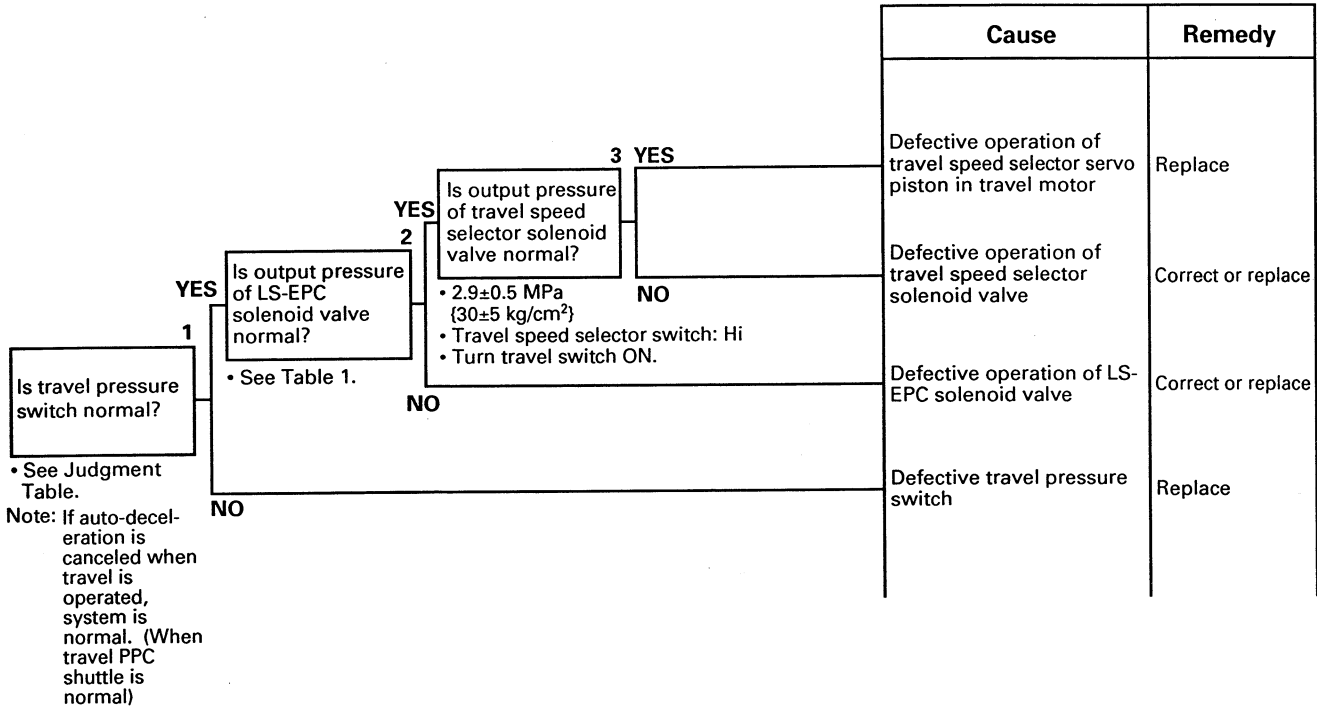 Cause
Remedy
3 YES
Is output pressure
of travel speed
selector solenoid
valve normal?
Defective operation of
travel speed selector servo
piston in travel motor
Replace
YES
2
Is output pressure
of LS-EPC
solenoid valve
normal?
• 2.9±0.5 MPa
{30±5 kg/cm²}
• Travel speed selector switch: Hi
• Turn travel switch ON.
NO
Defective operation of
travel speed selector
solenoid valve
Correct or replace
YES
1
Is travel pressure
switch normal?
• See Table 1.
NO
Defective operation of LS-
EPC solenoid valve
Correct or replace
• See Judgment
Table.
NO
Defective travel pressure
switch
Replace
Note: If auto-decel-
eration is
canceled when
travel is
operated,
system is
normal. (When
travel PPC
shuttle is
normal)